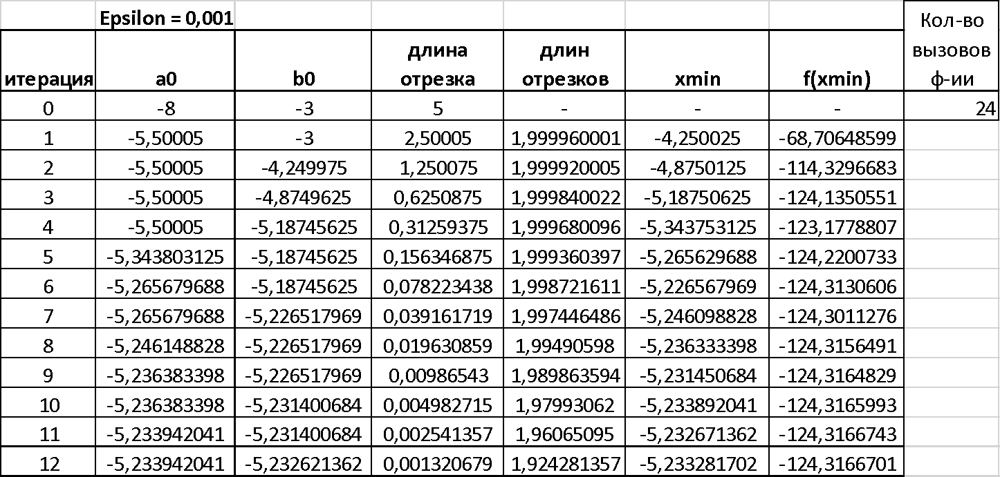 Epsilon = 0,001
Кол-во вызовов ф-ии
итерация a0 b0 длина отрезка длин отрезков xmin f(xmin)
0 -8 -3 5 - - - 24
1 -5,50005 -3 2,50005 1,999960001 -4,250025 -68,70648599
2 -5,50005 -4,249975 1,250075 1,999920005 -4,8750125 -114,3296683
3 -5,50005 -4,8749625 0,6250875 1,999840022 -5,18750625 -124,1350551
4 -5,50005 -5,18745625 0,31259375 1,999680096 -5,343753125 -123,1778807
5 -5,343803125 -5,18745625 0,156346875 1,999360397 -5,265629688 -124,2200733
6 -5,265679688 -5,18745625 0,078223438 1,998721611 -5,226567969 -124,3130606
7 -5,265679688 -5,226517969 0,039161719 1,997446486 -5,246098828 -124,3011276
8 -5,246148828 -5,226517969 0,019630859 1,99490598 -5,236333398 -124,3156491
9 -5,236383398 -5,226517969 0,00986543 1,989863594 -5,231450684 -124,3164829
10 -5,236383398 -5,231400684 0,004982715 1,97993062 -5,233892041 -124,3165993
11 -5,233942041 -5,231400684 0,002541357 1,96065095 -5,232671362 -124,3166743
12 -5,233942041 -5,232621362 0,001320679 1,924281357 -5,233281702 -124,3166701